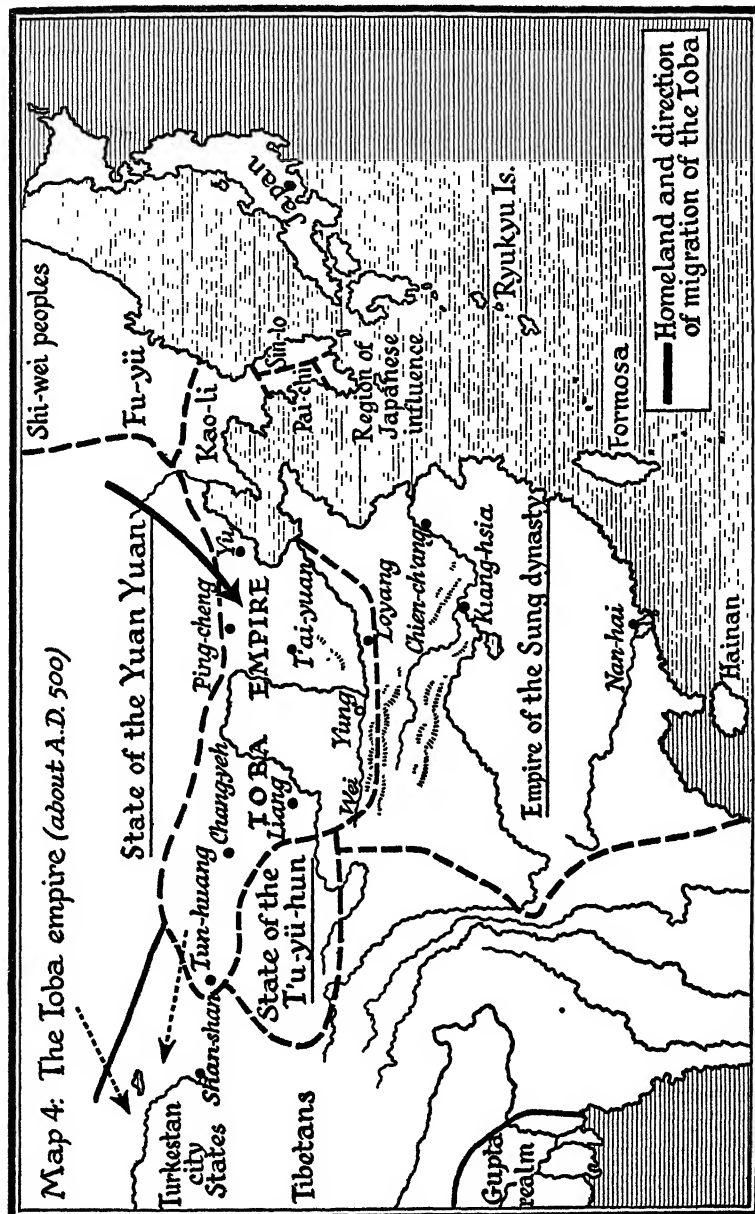 Map 4: The Toba empire (about A.D. 500)
Shi-wei peoples
State of the Yuan Yuan
Fu-yü
Turkestan
city
States
Shan-shan
Tun-huang
Changyeh
Ping-cheng
Yu
Kao-li
Japan
TOBA EMPIRE
Liang
T'ai-yuan
Sin-lo
Pai-chi
Region of
Japanese
influence
State of the
T'u-yü-hun
Tibetans
Wei
Yung
Loyang
Chien-ch'ang
Kiang-hsia
Ryukyu Is.
Gupta
realm
Empire of the Sung dynasty
Nan-hai
Formosa
Hainan
Homeland and direction
of migration of the Toba